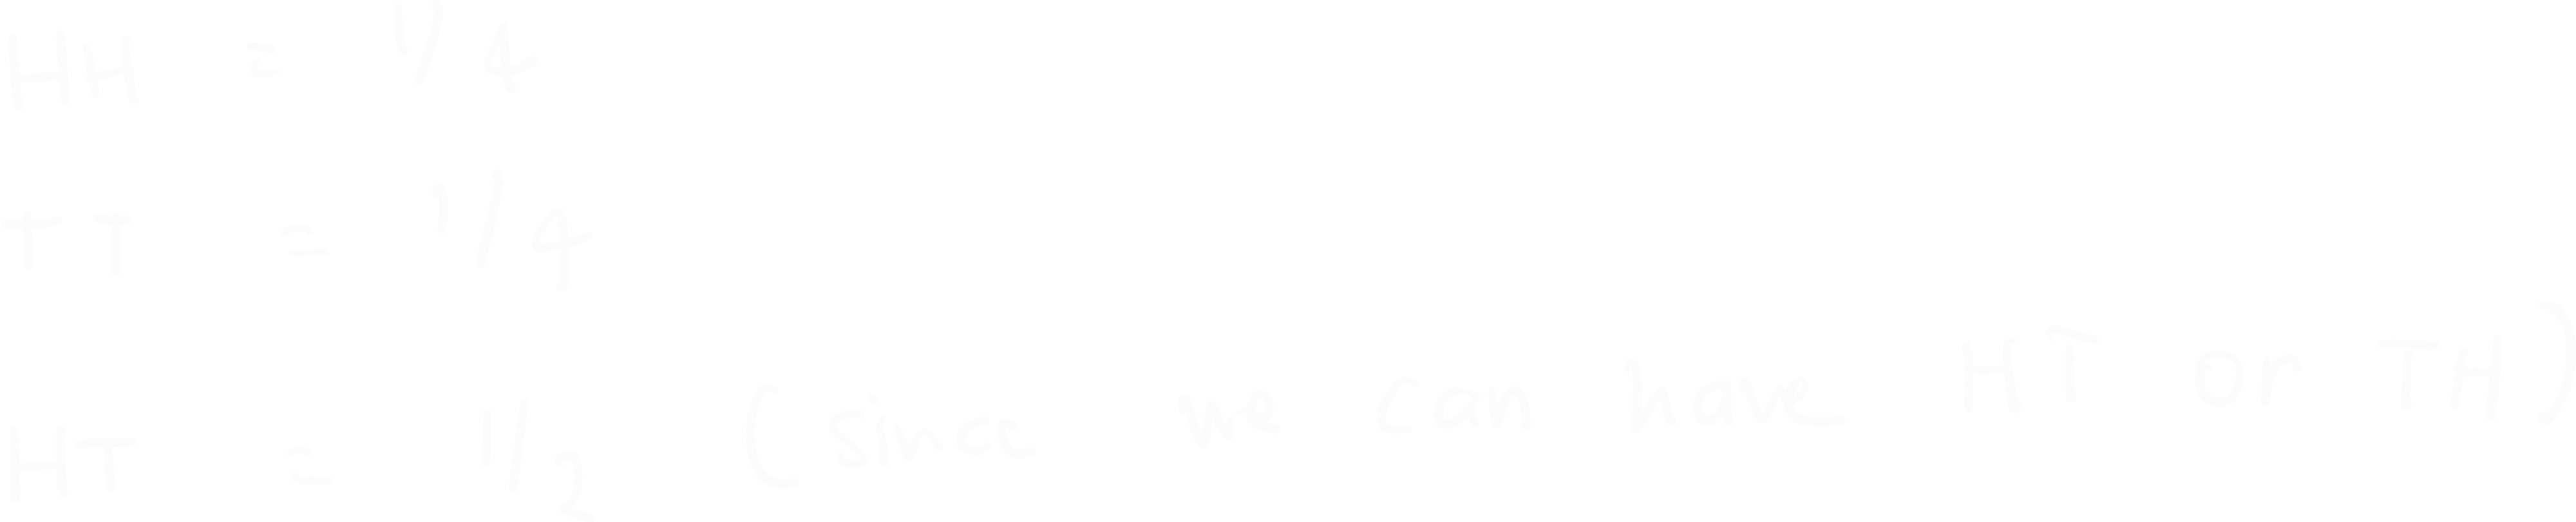 HH = 1/4
TT = 1/4
HT = 1/2 (since we can have HT or TH)